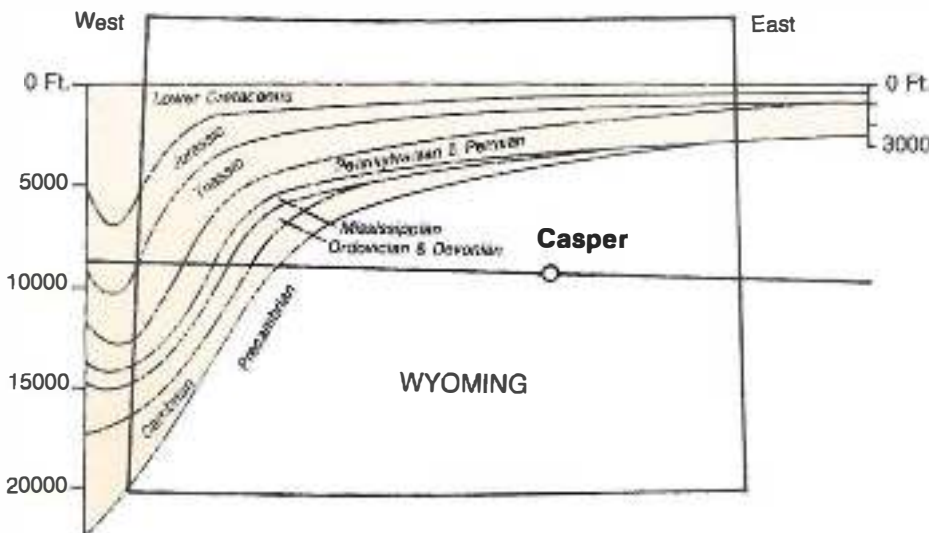 West
East
0 Ft.
0 Ft.
Lower Cretaceous
3000
Jurassic
Triassic
Pennsylvanian & Permian
5000
Mississippian
Ordovician & Devonian
Casper
10000
Precambrian
WYOMING
15000
Cambrian
20000